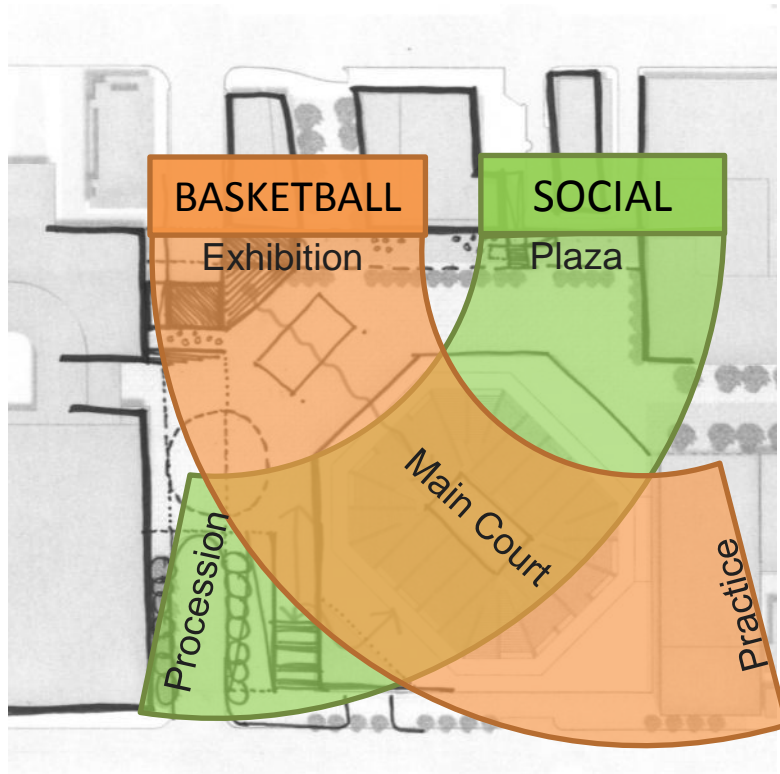 BASKETBALL
SOCIAL
Exhibition
Plaza
Main Court
Procession
Practice